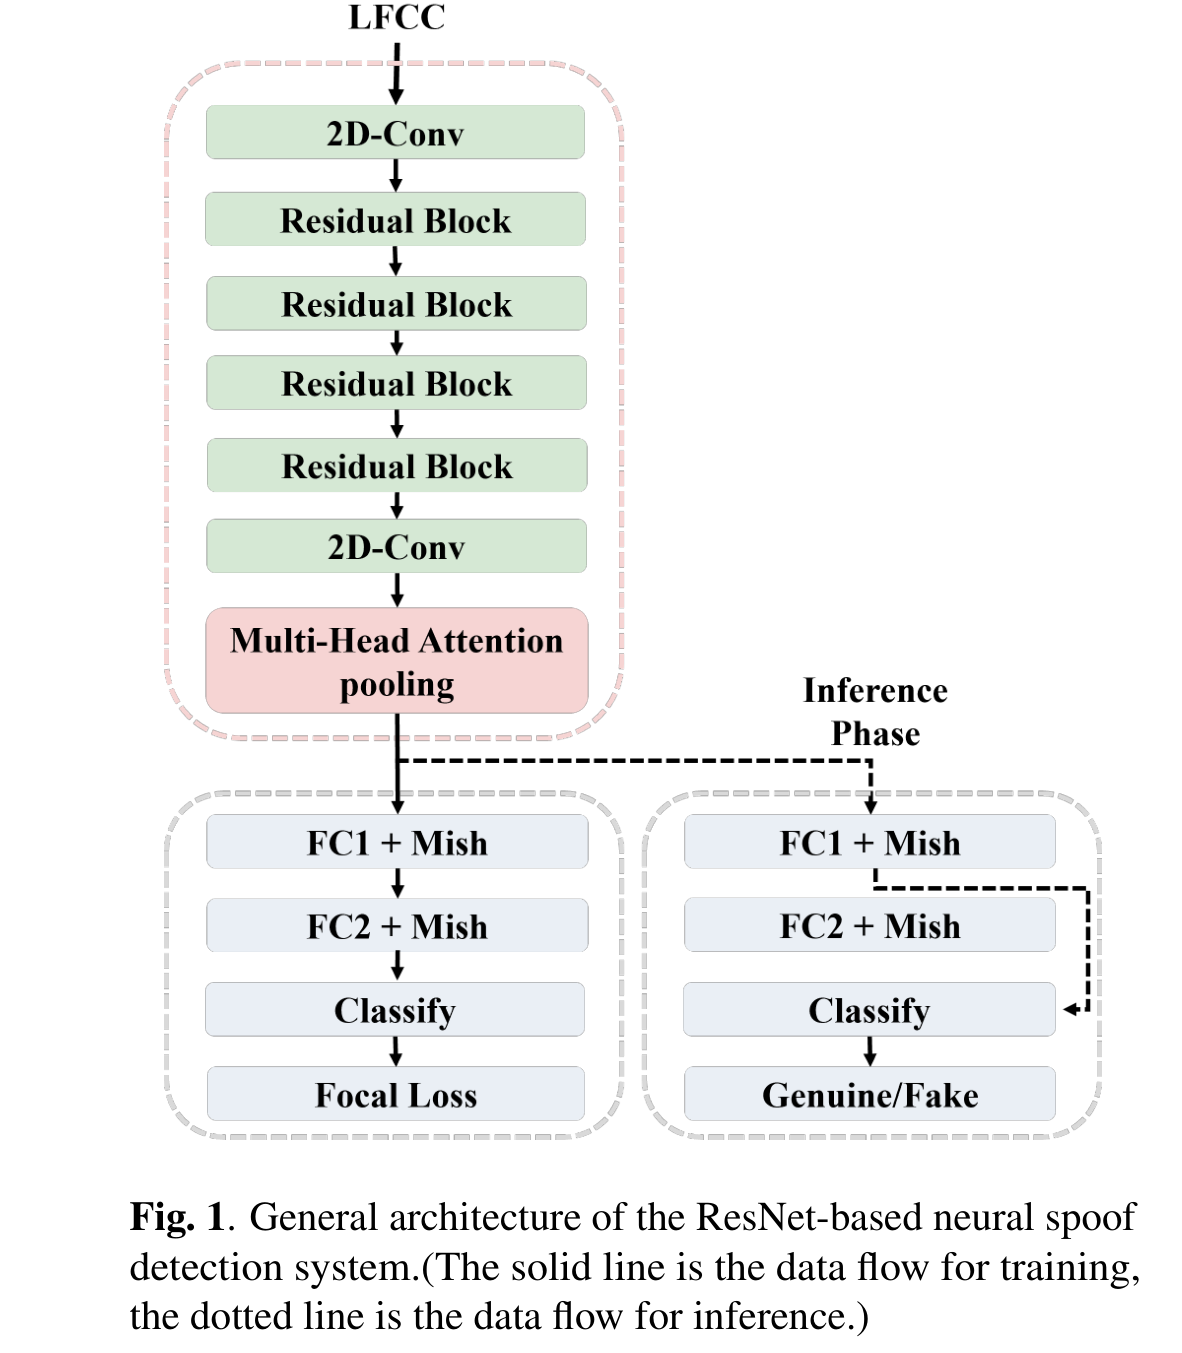 LFCC
2D-Conv
Residual Block
Residual Block
Residual Block
Residual Block
2D-Conv
Multi-Head Attention
pooling
Inference
Phase
FC1 + Mish
FC2 + Mish
Classify
Focal Loss
FC1 + Mish
FC2 + Mish
Classify
Genuine/Fake
Fig. 1. General architecture of the ResNet-based neural spoof
detection system.(The solid line is the data flow for training,
the dotted line is the data flow for inference.)